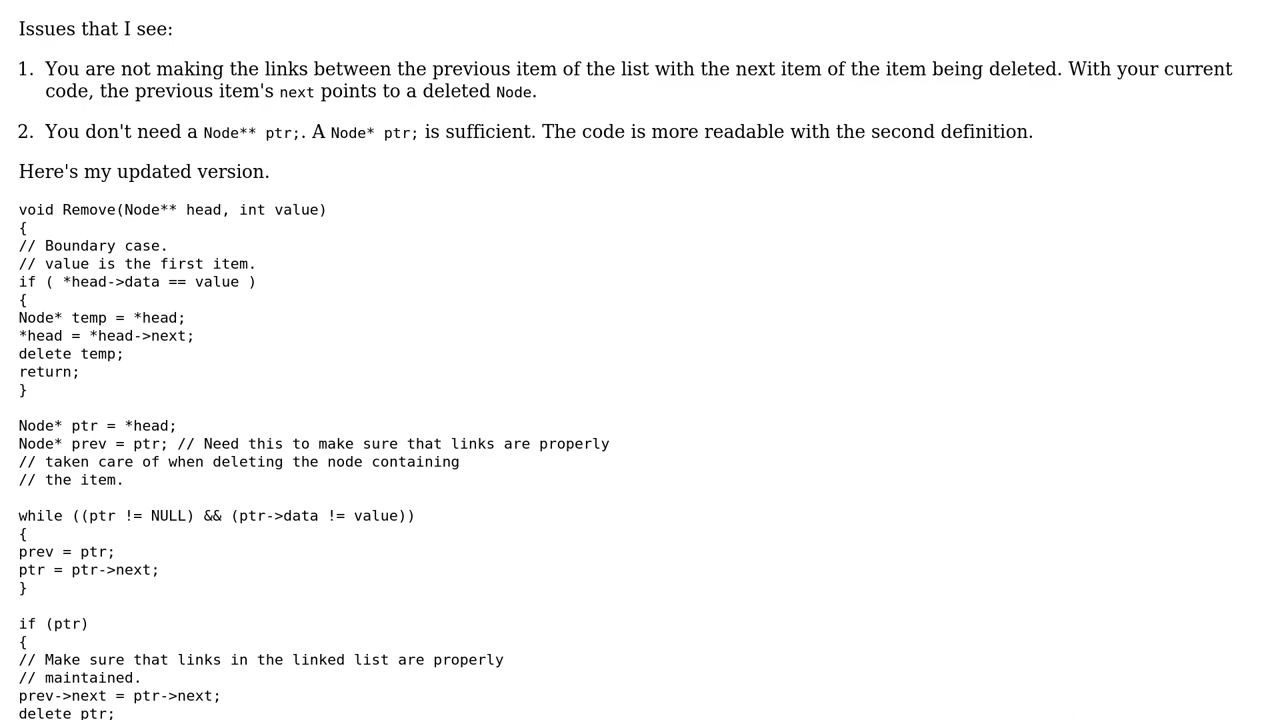 Issues that I see:
1. You are not making the links between the previous item of the list with the next item of the item being deleted. With your current
code, the previous item's next points to a deleted Node.
2. You don't need a Node** ptr;. A Node* ptr; is sufficient. The code is more readable with the second definition.
Here's my updated version.
void Remove(Node** head, int value)
{
// Boundary case.
// value is the first item.
if ( *head->data == value )
{
Node* temp = *head;
*head = *head->next;
delete temp;
return;
}
Node* ptr = *head;
Node* prev = ptr; // Need this to make sure that links are properly
// taken care of when deleting the node containing
// the item.
while ((ptr != NULL) && (ptr->data != value))
{
prev = ptr;
ptr = ptr->next;
}
if (ptr)
{
// Make sure that links in the linked list are properly
// maintained.
prev->next = ptr->next;
delete ptr;